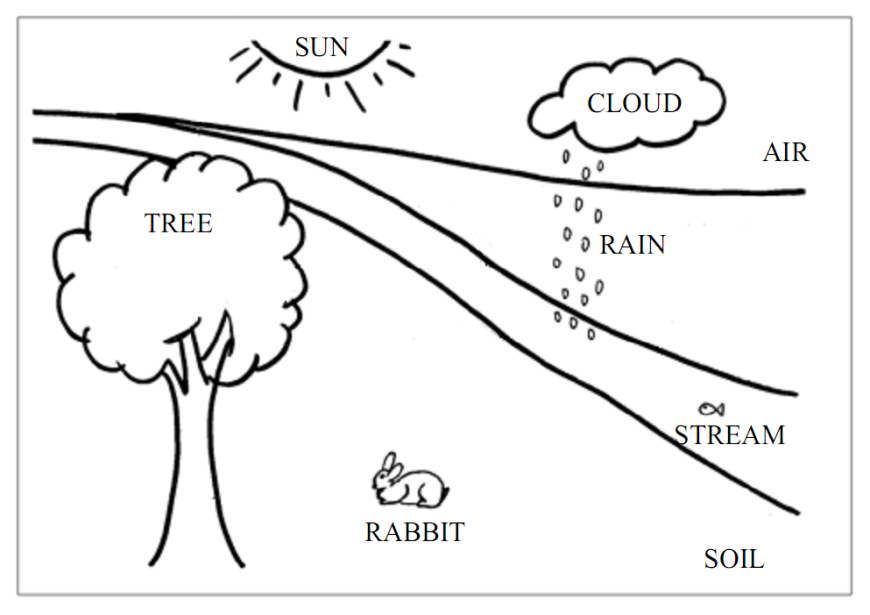 SUN
CLOUD
AIR
TREE
RAIN
STREAM
RABBIT
SOIL